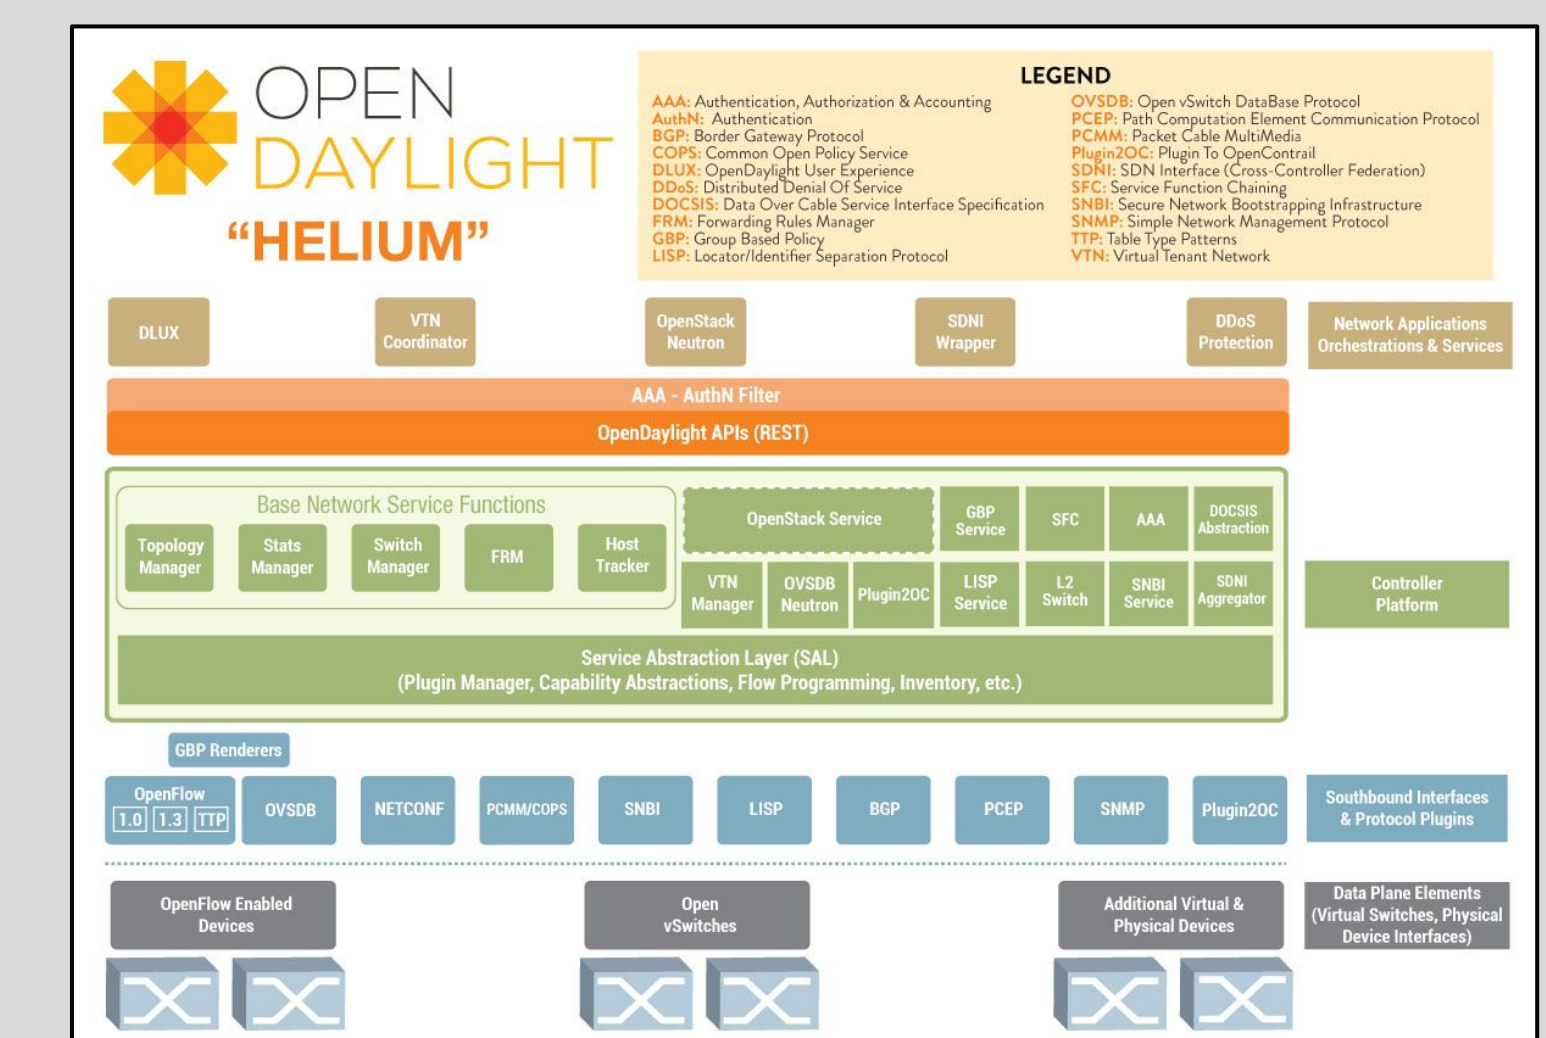 OPEN
DAYLIGHT
“HELIUM”
LEGEND
AAA: Authentication, Authorization & Accounting
AuthN: Authentication
BGP: Border Gateway Protocol
COPS: Common Open Policy Service
DLUX: OpenDaylight User Experience
DDoS: Distributed Denial Of Service
DOCSIS: Data Over Cable Service Interface Specification
FRM: Forwarding Rules Manager
GBP: Group Based Policy
LISP: Locator/Identifier Separation Protocol
OVSDB: Open vSwitch DataBase Protocol
PCEP: Path Computation Element Communication Protocol
PCMM: Packet Cable MultiMedia
Plugin2OC: Plugin To OpenContrail
SDNI: SDN Interface (Cross-Controller Federation)
SFC: Service Function Chaining
SNBI: Secure Network Bootstrapping Infrastructure
SNMP: Simple Network Management Protocol
TTP: Table Type Patterns
VTN: Virtual Tenant Network
DLUX
VTN
Coordinator
OpenStack
Neutron
SDNI
Wrapper
DDoS
Protection
Network Applications
Orchestrations & Services
AAA - AuthN Filter
OpenDaylight APIs (REST)
Base Network Service Functions
Topology
Manager
Stats
Manager
Switch
Manager
FRM
Host
Tracker
OpenStack Service
GBP
Service
SFC
AAA
DOCSIS
Abstraction
VTN
Manager
OVSDB
Neutron
Plugin2OC
LISP
Service
L2
Switch
SNBI
Service
SDNI
Aggregator
Controller
Platform
Service Abstraction Layer (SAL)
(Plugin Manager, Capability Abstractions, Flow Programming, Inventory, etc.)
GBP Renderers
OpenFlow
1.0 1.3 TTP
OVSDB
NETCONF
PCMM/COPS
SNBI
LISP
BGP
PCEP
SNMP
Plugin2OC
Southbound Interfaces
& Protocol Plugins
OpenFlow Enabled
Devices
Open
vSwitches
Additional Virtual &
Physical Devices
Data Plane Elements
(Virtual Switches, Physical
Device Interfaces)